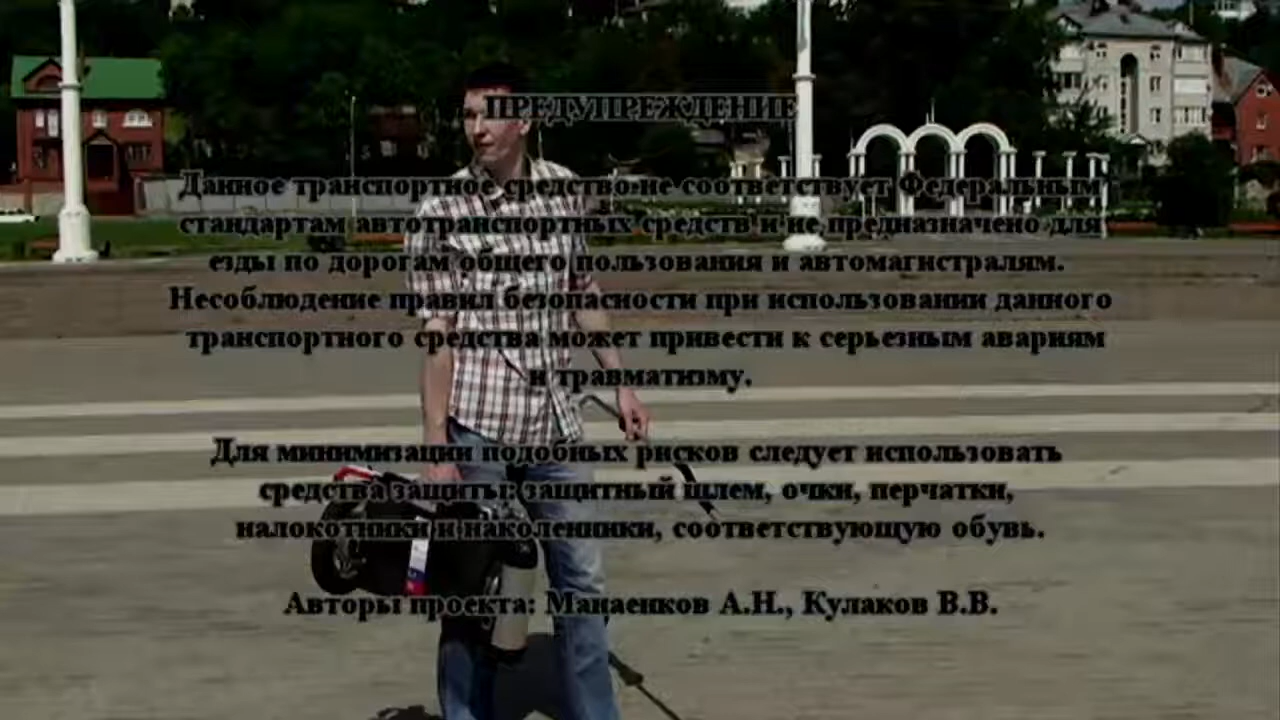 ПРЕДУПРЕЖДЕНИЕ
Данное транспортное средство не соответствует Федеральным
стандартам автотранспортных средств и не предназначено для
езды по дорогам общего пользования и автомагистралям.
Несоблюдение правил безопасности при использовании данного
транспортного средства может привести к серьезным авариям
и травматизму.
Для минимизации подобных рисков следует использовать
средства защиты: защитный шлем, очки, перчатки,
налокотники и наколенники, соответствующую обувь.
Авторы проекта: Манаенков А.Н., Кулаков В.В.